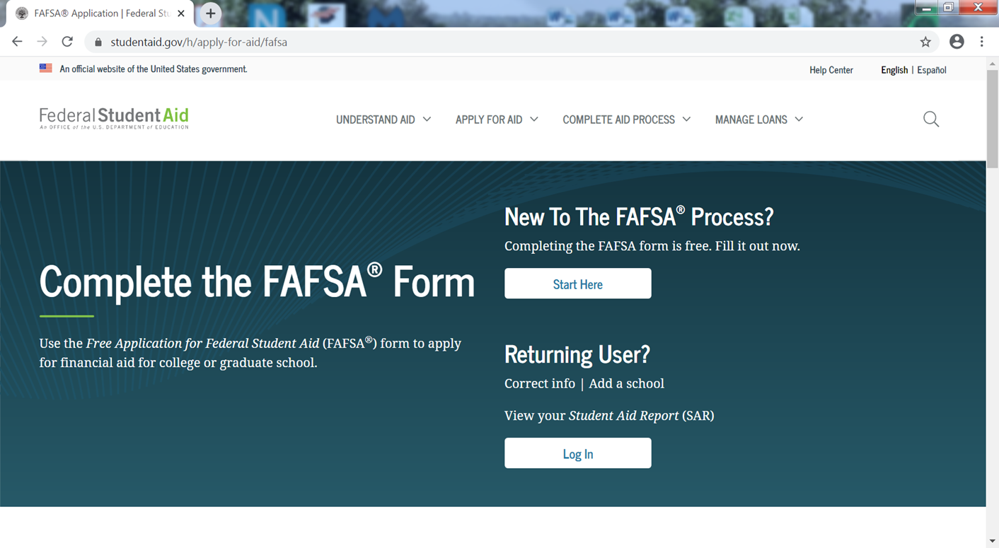 FAFSA® Application | Federal Stu
studentaid.gov/h/apply-for-aid/fafsa
An official website of the United States government.
Help Center English | Español
Federal Student Aid
An OFFICE of the U.S. DEPARTMENT of EDUCATION
UNDERSTAND AID APPLY FOR AID COMPLETE AID PROCESS MANAGE LOANS
Complete the FAFSA® Form
Use the Free Application for Federal Student Aid (FAFSA®) form to apply
for financial aid for college or graduate school.
New To The FAFSA® Process?
Completing the FAFSA form is free. Fill it out now.
Start Here
Returning User?
Correct info | Add a school
View your Student Aid Report (SAR)
Log In